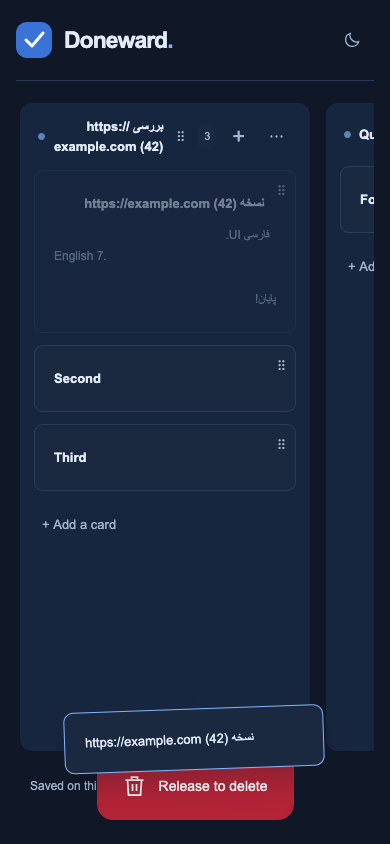 Doneward.
بررسی https://
example.com (42)
3
Qu
نسخه https://example.com (42)
فارسی UI.
English 7.
پایان!
Fo
+ Ad
Second
Third
+ Add a card
نسخه https://example.com (42)
Saved on thi
Release to delete